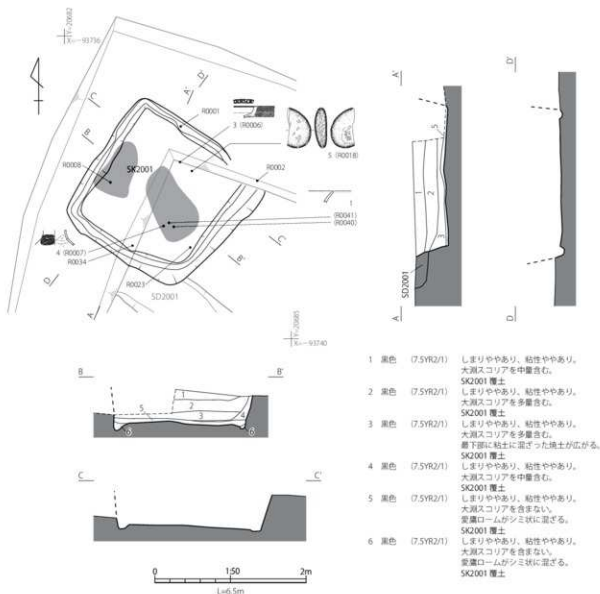 Y=20682
X=-93736
A'
D'
C
B
R0001
3 (R0006)
5 (R0018)
R0008
SK2001
R0002
1
(R0041)
(R0040)
4 (R0007)
R0034
R0023
SD2001
D
A
B'
C'
Y=20685
X=-93740
A'
D'
5
1
2
3
SD2001
A
D
B
B'
1
2
3
4
5
6
6
C
C'
0
1:50
2m
L=6.5m
1 黒色 (7.5YR2/1) しまりややあり、粘性ややあり。
大淵スコリアを中量含む。
SK2001 覆土
2 黒色 (7.5YR2/1) しまりややあり、粘性ややあり。
大淵スコリアを多量含む。
SK2001 覆土
3 黒色 (7.5YR2/1) しまりややあり、粘性ややあり。
大淵スコリアを多量含む。
最下部に粘土に混ざった焼土が広がる。
SK2001 覆土
4 黒色 (7.5YR2/1) しまりややあり、粘性ややあり。
大淵スコリアを中量含む。
SK2001 覆土
5 黒色 (7.5YR2/1) しまりややあり、粘性ややあり。
大淵スコリアを含まない。
愛鷹ロームがシミ状に混ざる。
SK2001 覆土
6 黒色 (7.5YR2/1) しまりややあり、粘性ややあり。
大淵スコリアを含まない。
愛鷹ロームがシミ状に混ざる。
SK2001 覆土